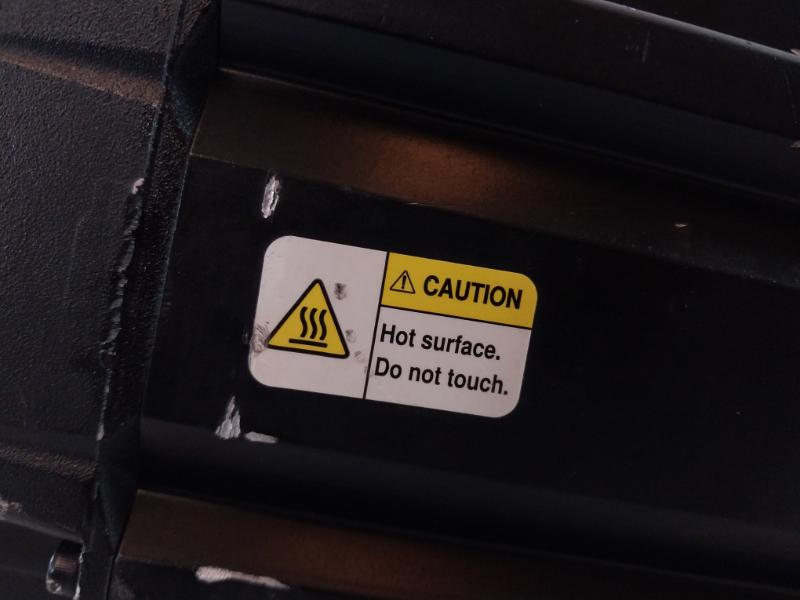 CAUTION
Hot surface.
Do not touch.